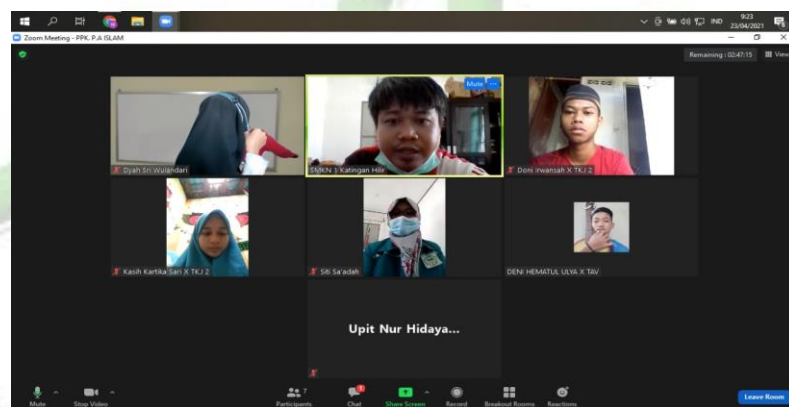 IND
9:23
23/04/2021
Zoom Meeting - PPK. P.A ISLAM
Remaining : 02:47:15
View
Mute
Dyah Sri Wulandari
SMKN 1 Katingan Hilir
Doni Irwansah X TKJ 2
Kasih Kartika Sari X TKJ 2
Siti Sa'adah
DENI HEMATUL ULYA X TAV
Upit Nur Hidaya...
Mute
Stop Video
7
Participants
Chat
Share Screen
Record
Breakout Rooms
Reactions
Leave Room